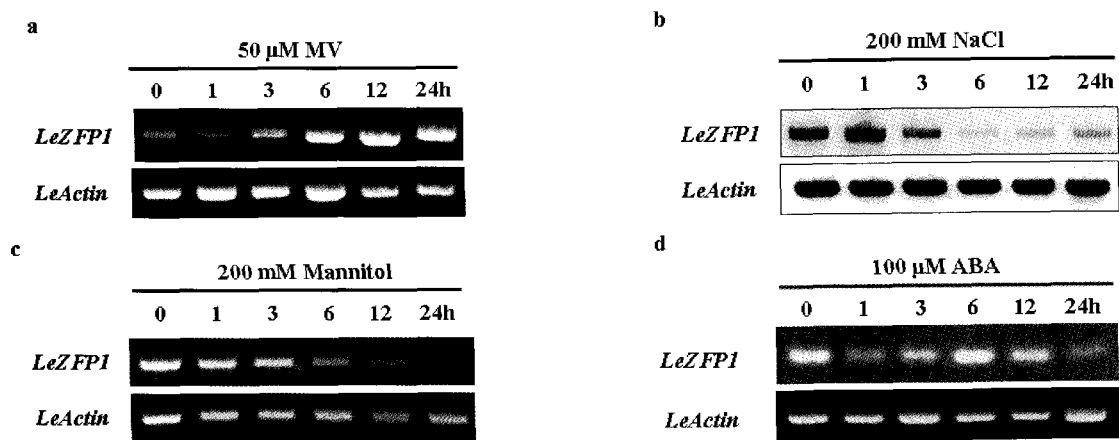 a
50 µM MV
0 1 3 6 12 24h
LeZFP1
LeActin
b
200 mM NaCl
0 1 3 6 12 24h
LeZFP1
LeActin
c
200 mM Mannitol
0 1 3 6 12 24h
LeZFP1
LeActin
d
100 µM ABA
0 1 3 6 12 24h
LeZFP1
LeActin